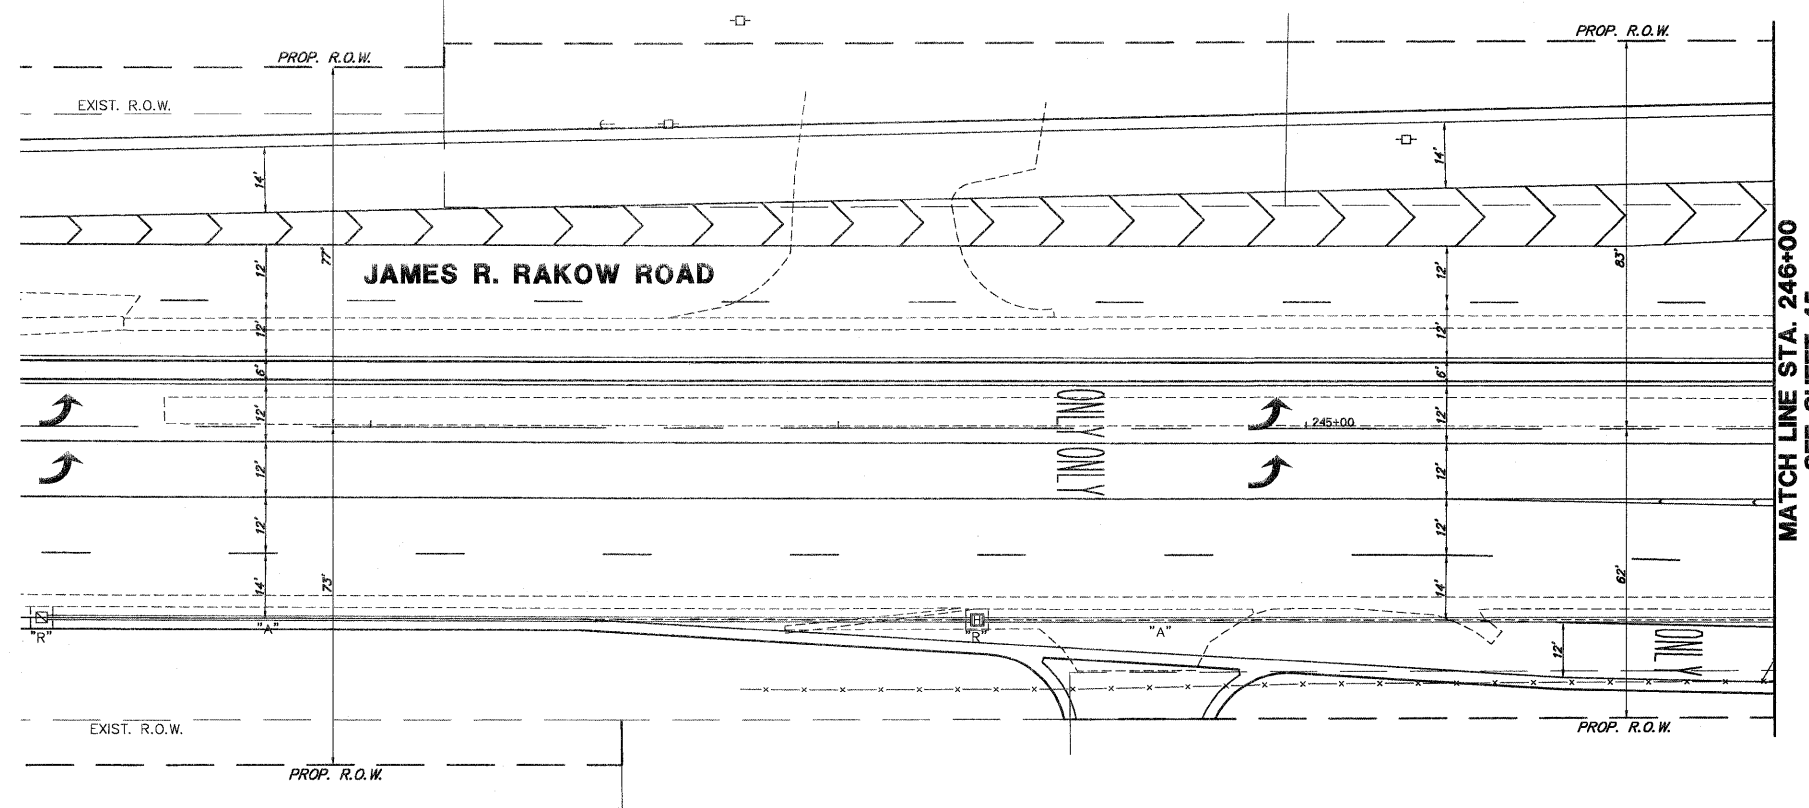 PROP. R.O.W.
PROP. R.O.W.
EXIST. R.O.W.
14'
14'
12'
77'
JAMES R. RAKOW ROAD
12'
83'
12'
12'
6'
6'
12'
ONLY
245+00
12'
12'
ONLY
12'
12'
12'
14'
73'
14'
62'
"R"
"A"
H
"R"
"A"
12'
ONLY
EXIST. R.O.W.
PROP. R.O.W.
PROP. R.O.W.
MATCH LINE STA. 246+00